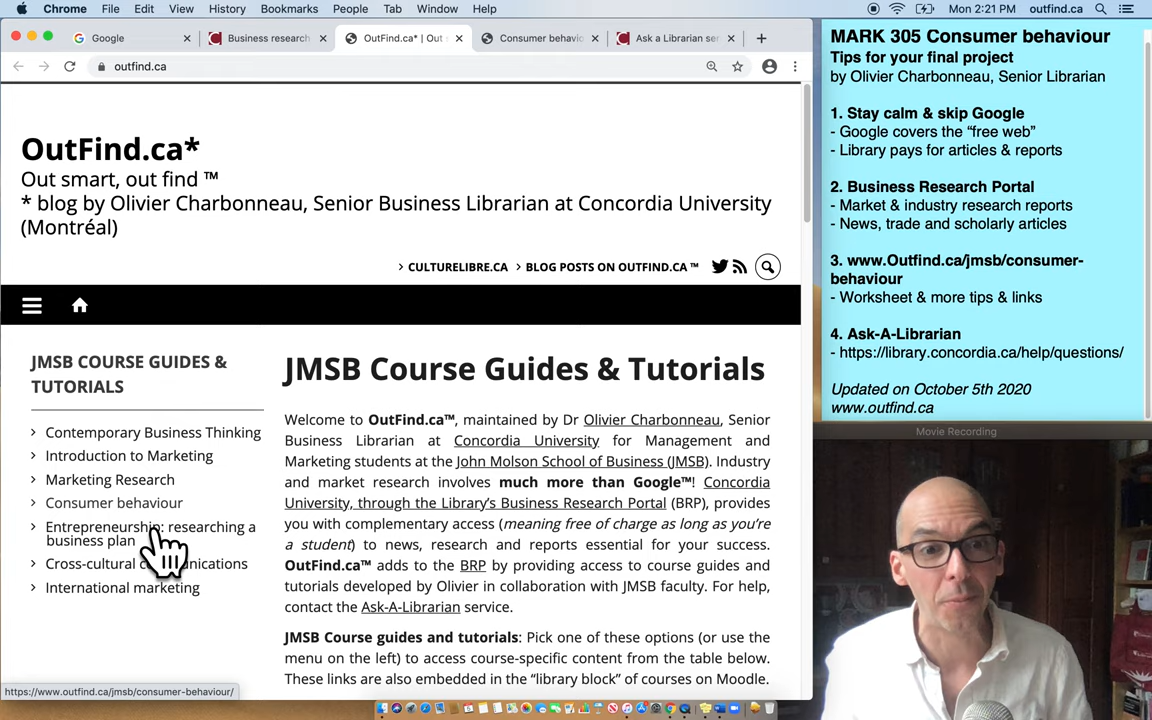 Chrome File Edit View History Bookmarks People Tab Window Help
Mon 2:21 PM outfind.ca
Google
Business research
OutFind.ca* | Out
Consumer behavio
Ask a Librarian ser
outfind.ca
OutFind.ca*
Out smart, out find ™
* blog by Olivier Charbonneau, Senior Business Librarian at Concordia University
(Montréal)
CULTURELIBRE.CA
BLOG POSTS ON OUTFIND.CA ™
JMSB COURSE GUIDES &
TUTORIALS
Contemporary Business Thinking
Introduction to Marketing
Marketing Research
Consumer behaviour
Entrepreneurship: researching a
business plan
Cross-cultural
International marketing
JMSB Course Guides & Tutorials
Welcome to OutFind.ca™, maintained by Dr Olivier Charbonneau, Senior
Business Librarian at Concordia University for Management and
Marketing students at the John Molson School of Business (JMSB). Industry
and market research involves much more than Google™! Concordia
University, through the Library's Business Research Portal (BRP), provides
you with complementary access (meaning free of charge as long as you're
a student) to news, research and reports essential for your success.
OutFind.ca™ adds to the BRP by providing access to course guides and
tutorials developed by Olivier in collaboration with JMSB faculty. For help,
contact the Ask-A-Librarian service.
JMSB Course guides and tutorials: Pick one of these options (or use the
menu on the left) to access course-specific content from the table below.
These links are also embedded in the "library block" of courses on Moodle.
https://www.outfind.ca/jmsb/consumer-behaviour/
MARK 305 Consumer behaviour
Tips for your final project
by Olivier Charbonneau, Senior Librarian
1. Stay calm & skip Google
- Google covers the "free web"
- Library pays for articles & reports
2. Business Research Portal
- Market & industry research reports
- News, trade and scholarly articles
3. www.Outfind.ca/jmsb/consumer-
behaviour
- Worksheet & more tips & links
4. Ask-A-Librarian
- https://library.concordia.ca/help/questions/
Updated on October 5th 2020
www.outfind.ca
Movie Recording